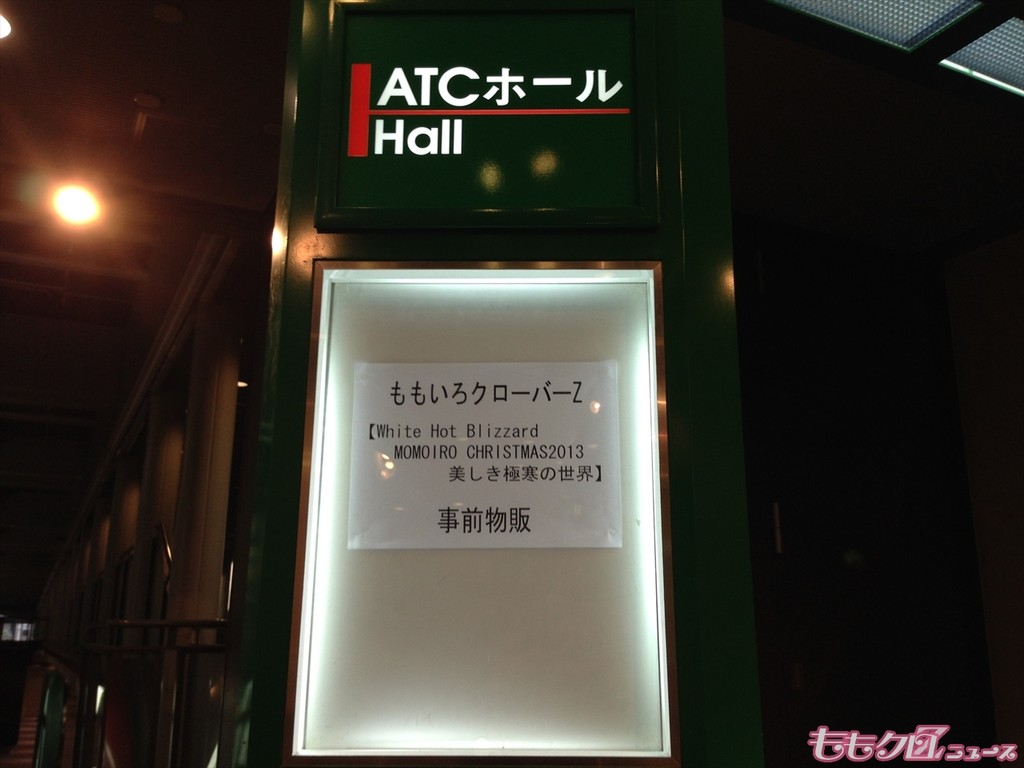 ATCホール
Hall
ももいろクローバーZ
【White Hot Blizzard
MOMOIRO CHRISTMAS2013
美しき極寒の世界】
事前物販
ももクロニュース